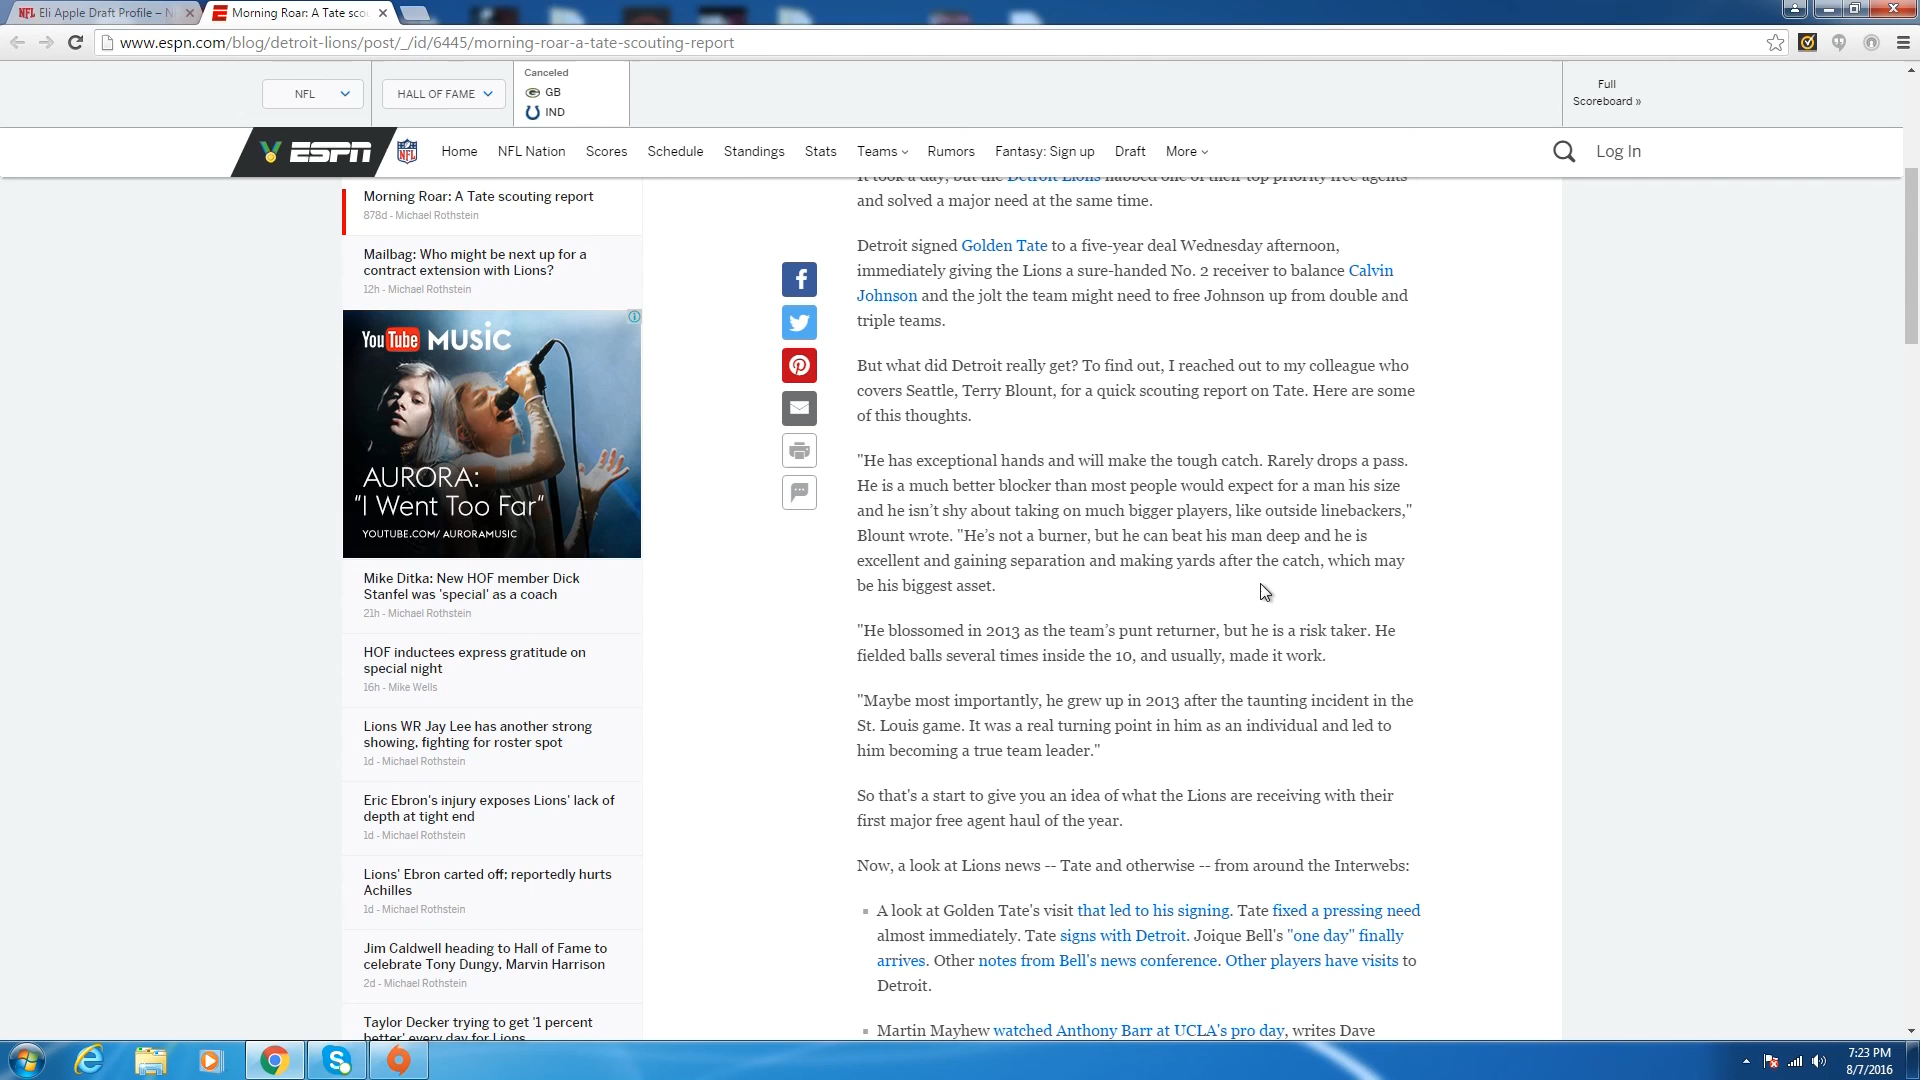 Eli Apple Draft Profile – N
Morning Roar: A Tate sco
www.espn.com/blog/detroit-lions/post/_/id/6445/morning-roar-a-tate-scouting-report
NFL
HALL OF FAME
Canceled
GB
IND
Full
Scoreboard »
ESPN
Home
NFL Nation
Scores
Schedule
Standings
Stats
Teams
Rumors
Fantasy: Sign up
Draft
More
Log In
Morning Roar: A Tate scouting report
878d - Michael Rothstein
Mailbag: Who might be next up for a
contract extension with Lions?
12h - Michael Rothstein
YouTube MUSIC
AURORA:
"I Went Too Far"
YOUTUBE.COM/ AURORAMUSIC
Mike Ditka: New HOF member Dick
Stanfel was 'special' as a coach
21h - Michael Rothstein
HOF inductees express gratitude on
special night
16h - Mike Wells
Lions WR Jay Lee has another strong
showing, fighting for roster spot
1d - Michael Rothstein
Eric Ebron's injury exposes Lions' lack of
depth at tight end
1d - Michael Rothstein
Lions' Ebron carted off; reportedly hurts
Achilles
1d - Michael Rothstein
Jim Caldwell heading to Hall of Fame to
celebrate Tony Dungy, Marvin Harrison
2d - Michael Rothstein
Taylor Decker trying to get '1 percent
better' every day for Lions
It took a day, but the Detroit Lions nabbed one of their top priority free agents
and solved a major need at the same time.
Detroit signed Golden Tate to a five-year deal Wednesday afternoon,
immediately giving the Lions a sure-handed No. 2 receiver to balance Calvin
Johnson and the jolt the team might need to free Johnson up from double and
triple teams.
But what did Detroit really get? To find out, I reached out to my colleague who
covers Seattle, Terry Blount, for a quick scouting report on Tate. Here are some
of this thoughts.
"He has exceptional hands and will make the tough catch. Rarely drops a pass.
He is a much better blocker than most people would expect for a man his size
and he isn't shy about taking on much bigger players, like outside linebackers,"
Blount wrote. "He's not a burner, but he can beat his man deep and he is
excellent and gaining separation and making yards after the catch, which may
be his biggest asset.
"He blossomed in 2013 as the team's punt returner, but he is a risk taker. He
fielded balls several times inside the 10, and usually, made it work.
"Maybe most importantly, he grew up in 2013 after the taunting incident in the
St. Louis game. It was a real turning point in him as an individual and led to
him becoming a true team leader."
So that's a start to give you an idea of what the Lions are receiving with their
first major free agent haul of the year.
Now, a look at Lions news -- Tate and otherwise -- from around the Interwebs:
A look at Golden Tate's visit that led to his signing. Tate fixed a pressing need
almost immediately. Tate signs with Detroit. Joique Bell's "one day" finally
arrives. Other notes from Bell's news conference. Other players have visits to
Detroit.
Martin Mayhew watched Anthony Barr at UCLA's pro day, writes Dave
7:23 PM
8/7/2016